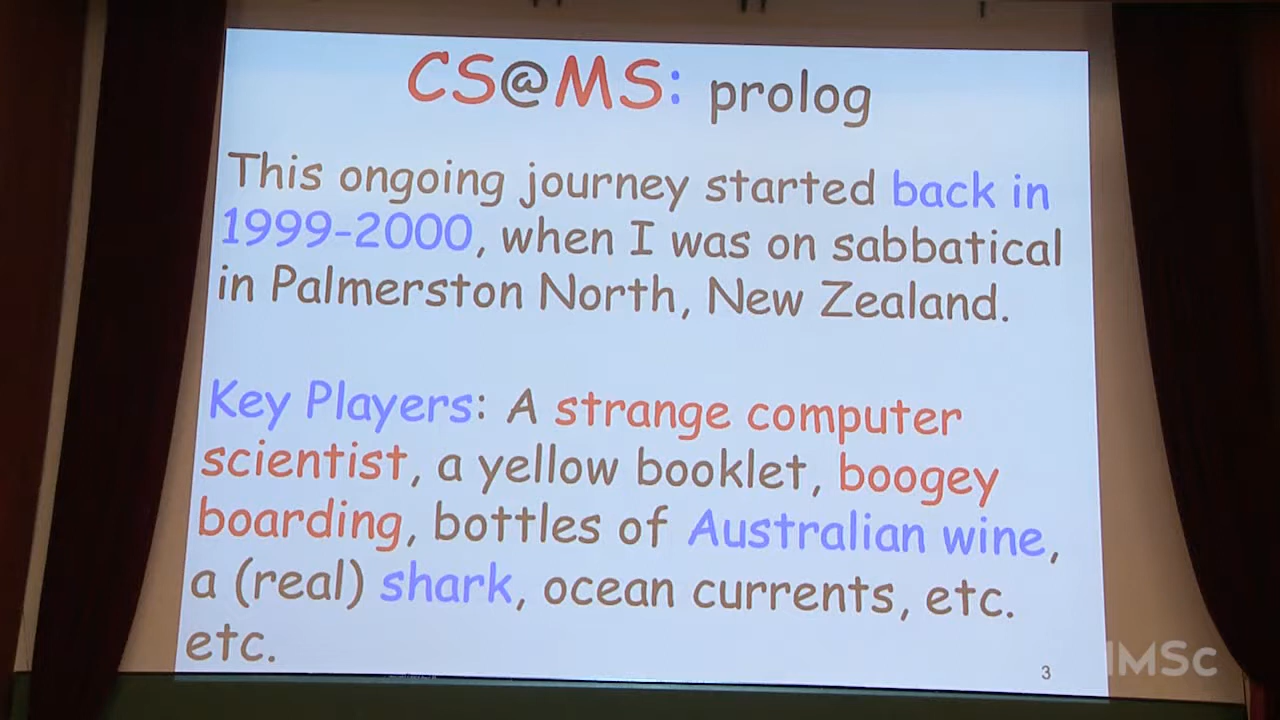 CS@MS: prolog
This ongoing journey started back in
1999-2000, when I was on sabbatical
in Palmerston North, New Zealand.
Key Players: A strange computer
scientist, a yellow booklet, boogey
boarding, bottles of Australian wine,
a (real) shark, ocean currents, etc.
etc.
3
IMSc